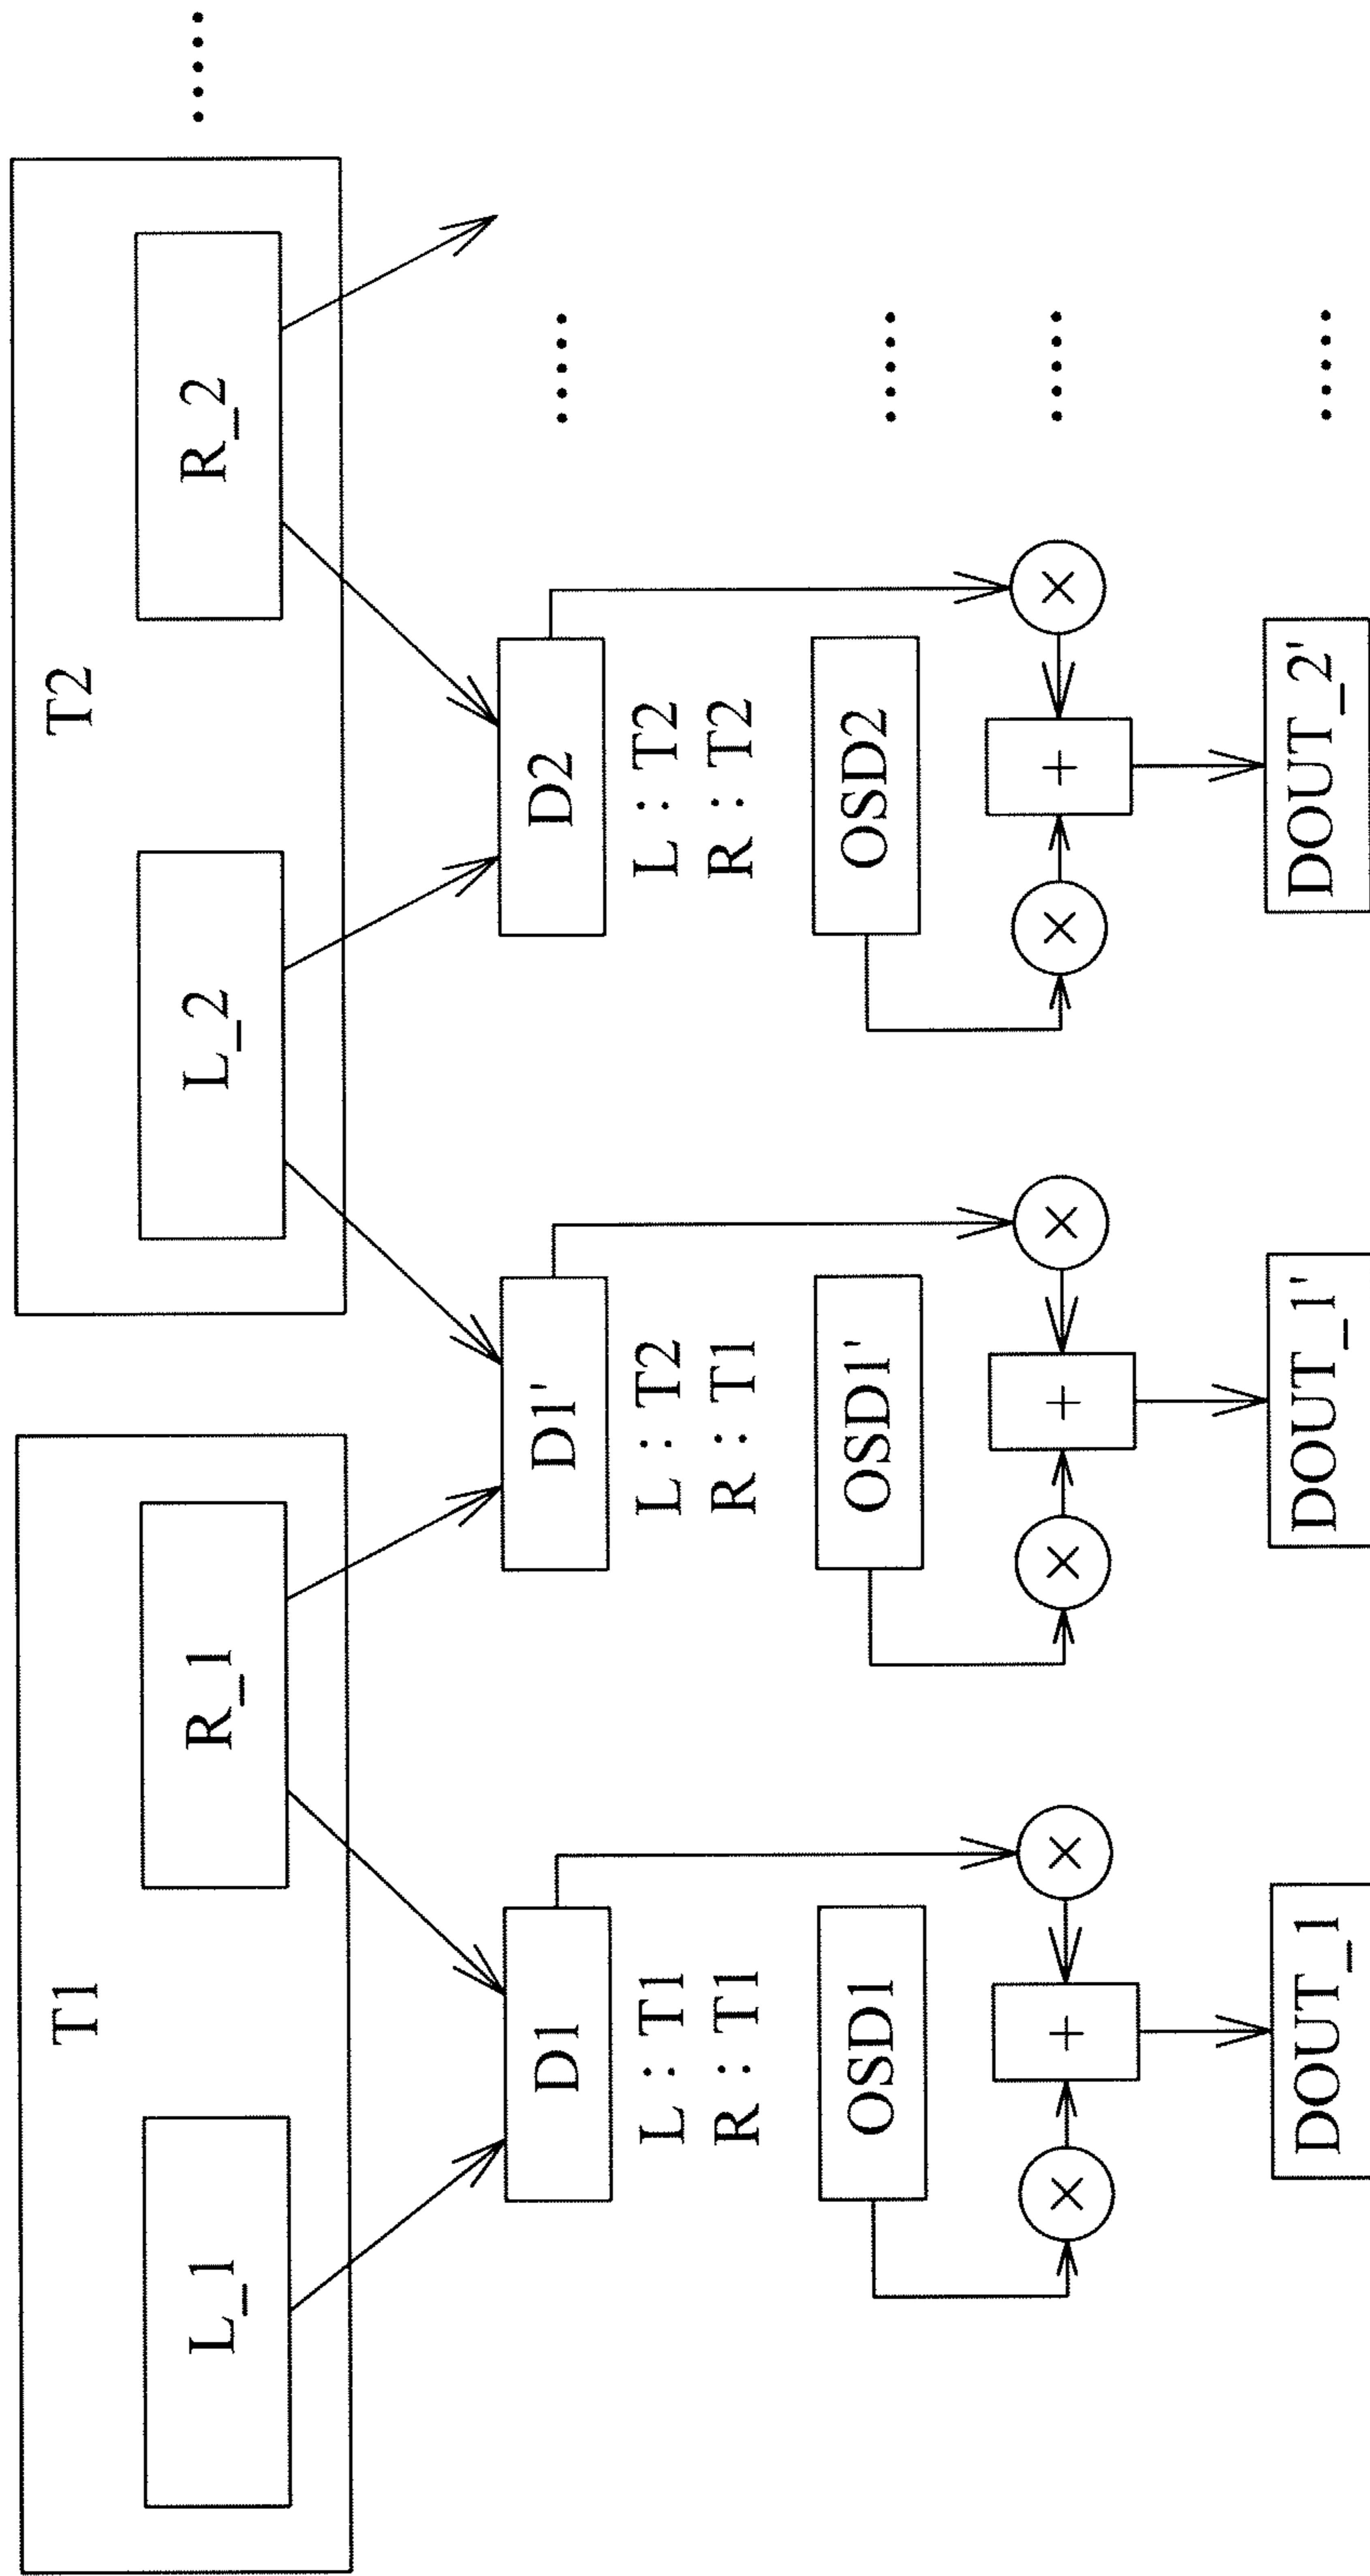 T1
T2
.....
L_1
R_1
L_2
R_2
D1
D1'
D2
.....
L : T1
R : T1
L : T2
R : T1
L : T2
R : T2
OSD1
OSD1'
OSD2
.....
×
+
×
×
+
×
×
+
×
.....
DOUT_1
DOUT_1'
DOUT_2'
.....